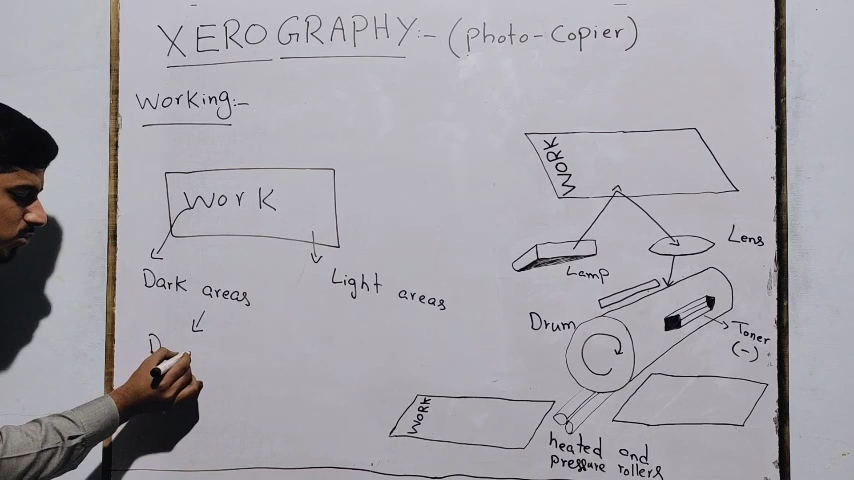 XEROGRAPHY:- (Photo-Copier)
Working:-
Work
Dark areas
Light areas
D
WORK
Lens
Lamp
Drum
Toner
(-)
WORK
heated and
pressure rollers